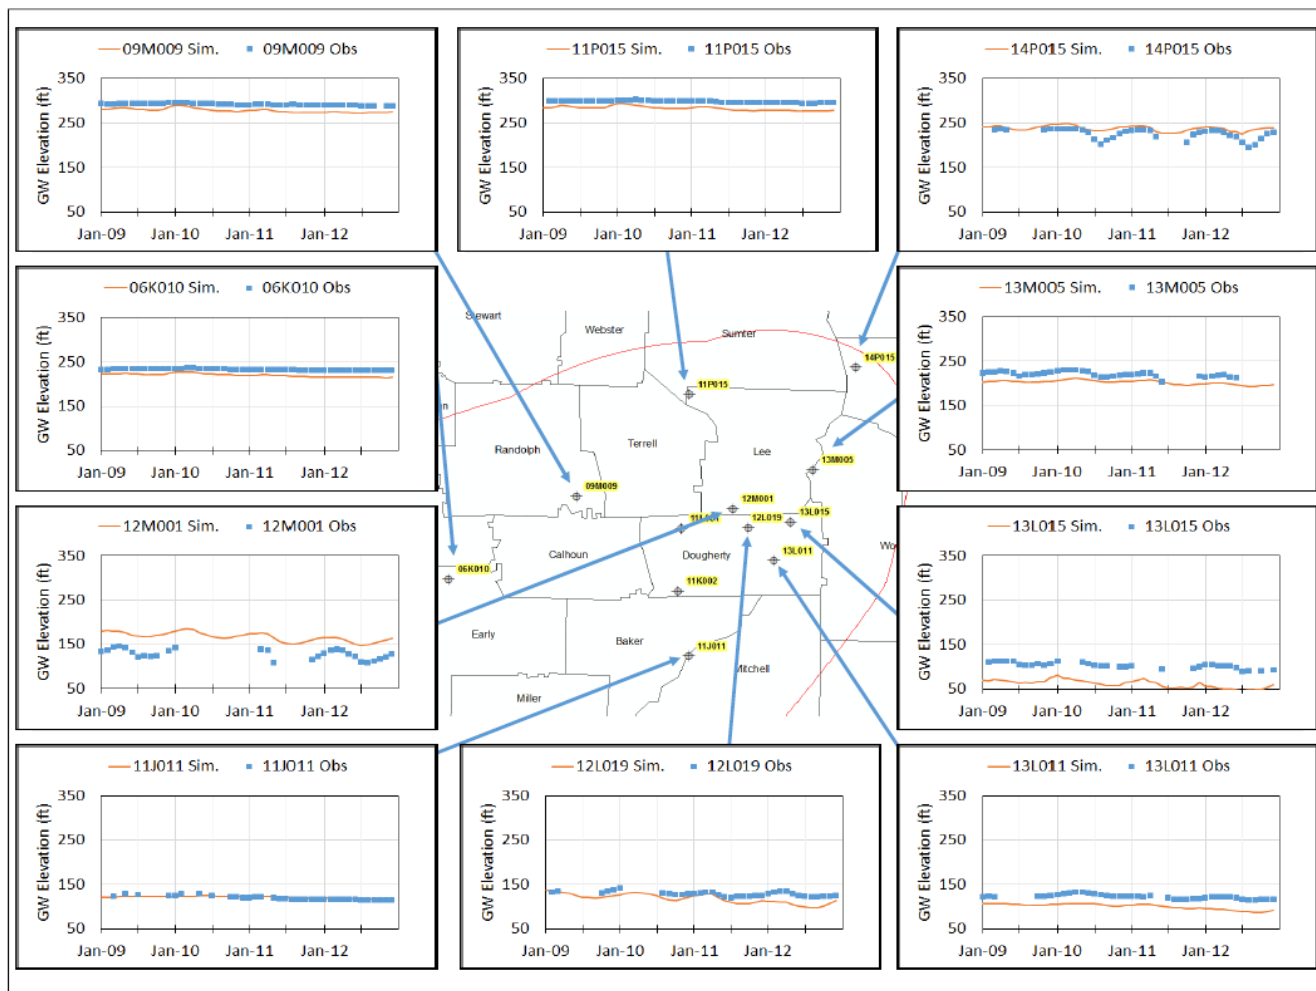 09M009 Sim. 09M009 Obs
GW Elevation (ft)
350
250
150
50
Jan-09 Jan-10 Jan-11 Jan-12
11P015 Sim. 11P015 Obs
GW Elevation (ft)
350
250
150
50
Jan-09 Jan-10 Jan-11 Jan-12
14P015 Sim. 14P015 Obs
GW Elevation (ft)
350
250
150
50
Jan-09 Jan-10 Jan-11 Jan-12
06K010 Sim. 06K010 Obs
GW Elevation (ft)
350
250
150
50
Jan-09 Jan-10 Jan-11 Jan-12
Stewart
Webster
Sumter
14P015
11P015
Randolph
Terrell
Lee
13M005
09M009
12M001
12L019
13L015
Calhoun
Dougherty
13L011
06K010
11K002
Early
Baker
11J011
Mitchell
Miller
13M005 Sim. 13M005 Obs
GW Elevation (ft)
350
250
150
50
Jan-09 Jan-10 Jan-11 Jan-12
12M001 Sim. 12M001 Obs
GW Elevation (ft)
350
250
150
50
Jan-09 Jan-10 Jan-11 Jan-12
13L015 Sim. 13L015 Obs
GW Elevation (ft)
350
250
150
50
Jan-09 Jan-10 Jan-11 Jan-12
11J011 Sim. 11J011 Obs
GW Elevation (ft)
350
250
150
50
Jan-09 Jan-10 Jan-11 Jan-12
12L019 Sim. 12L019 Obs
GW Elevation (ft)
350
250
150
50
Jan-09 Jan-10 Jan-11 Jan-12
13L011 Sim. 13L011 Obs
GW Elevation (ft)
350
250
150
50
Jan-09 Jan-10 Jan-11 Jan-12